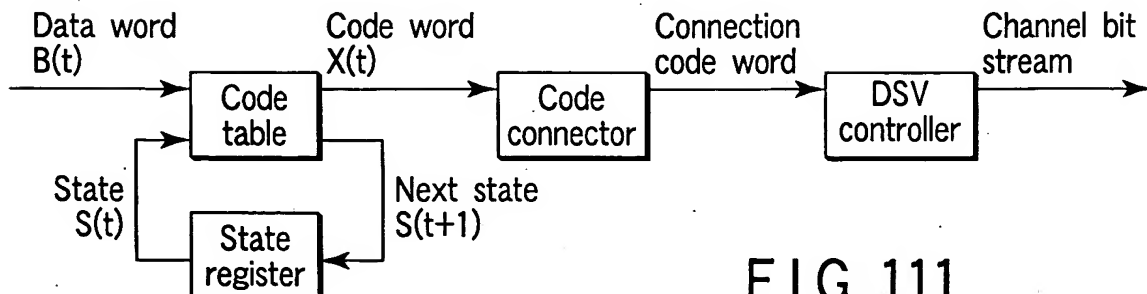 Data word
B(t)
Code word
X(t)
Connection
code word
Channel bit
stream
Code
table
Code
connector
DSV
controller
State
S(t)
Next state
S(t+1)
State
register
FIG. 111